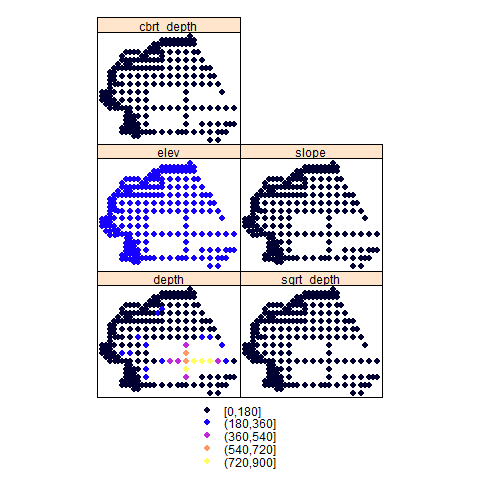 cbrt_depth
elev
slope
depth
sqrt_depth
[0,180]
(180,360]
(360,540]
(540,720]
(720,900]